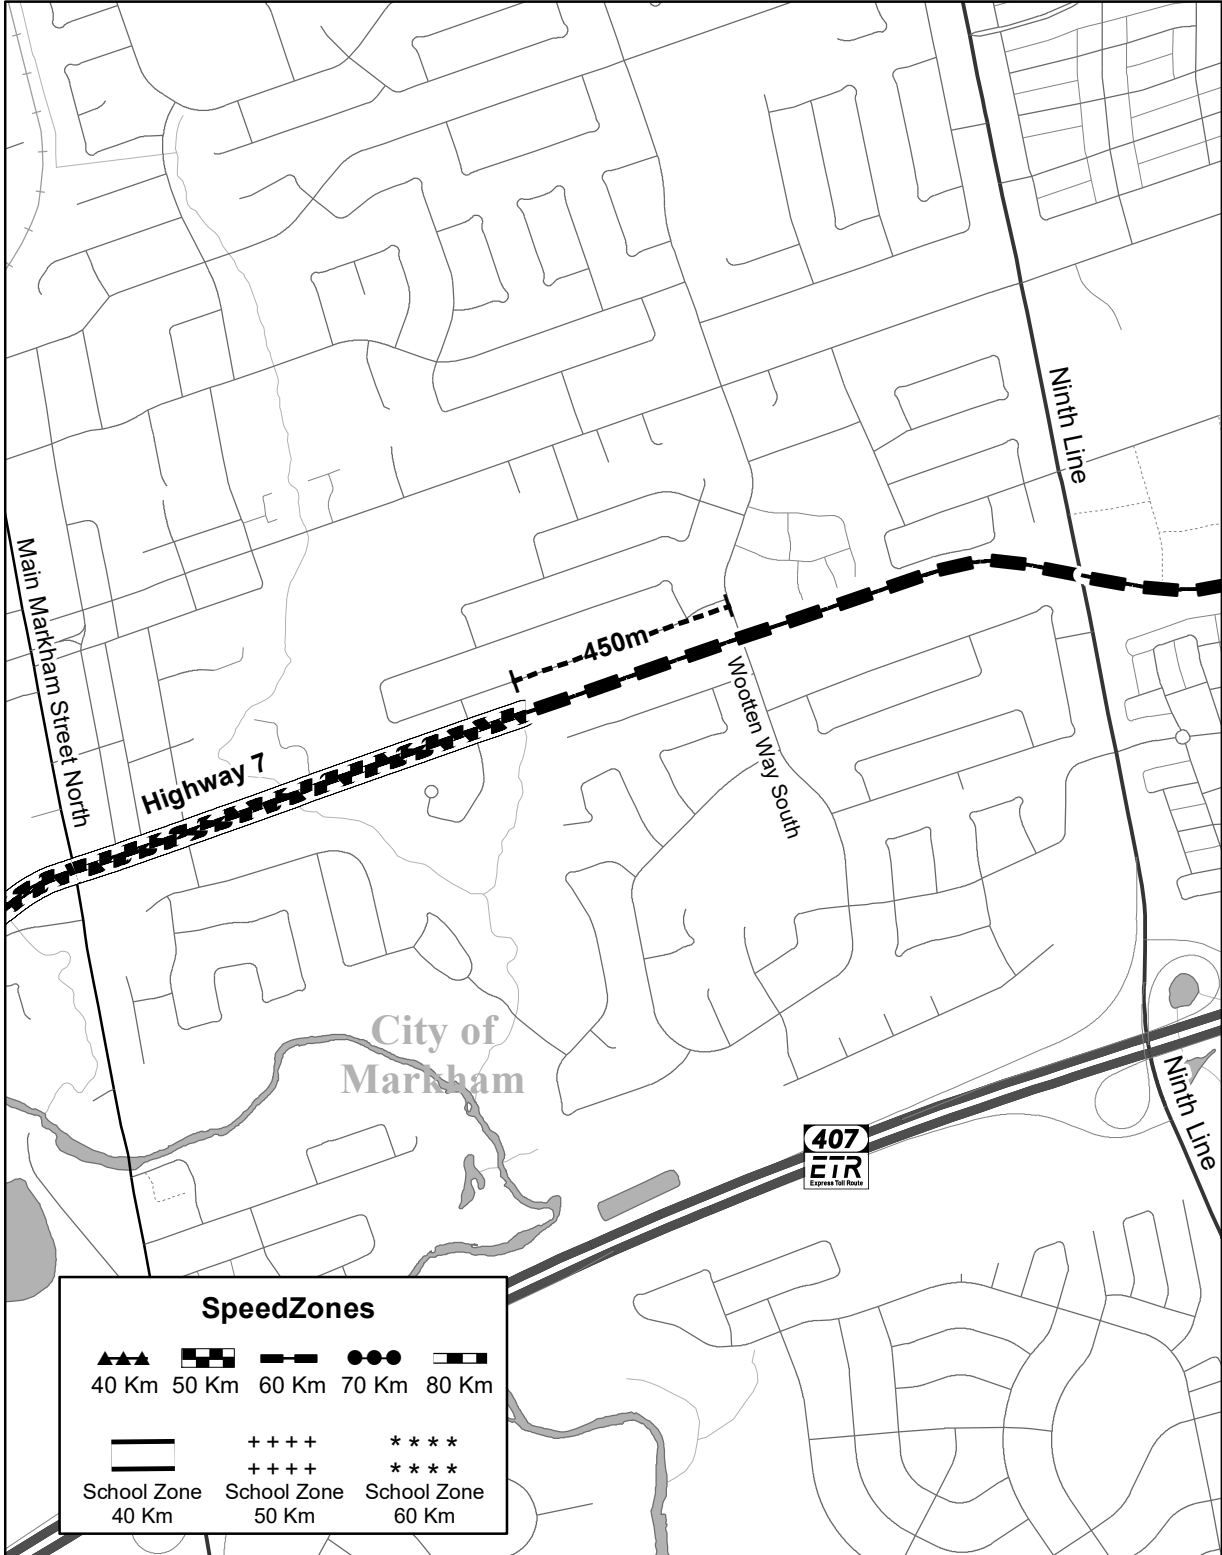 Ninth Line
Main Markham Street North
450m
Wootten Way South
Highway 7
City of
Markham
Ninth Line
407
ETR
Express Toll Route
SpeedZones
40 Km 50 Km 60 Km 70 Km 80 Km
+ + + + + + + + * * * * * * * *
School Zone School Zone School Zone
40 Km 50 Km 60 Km